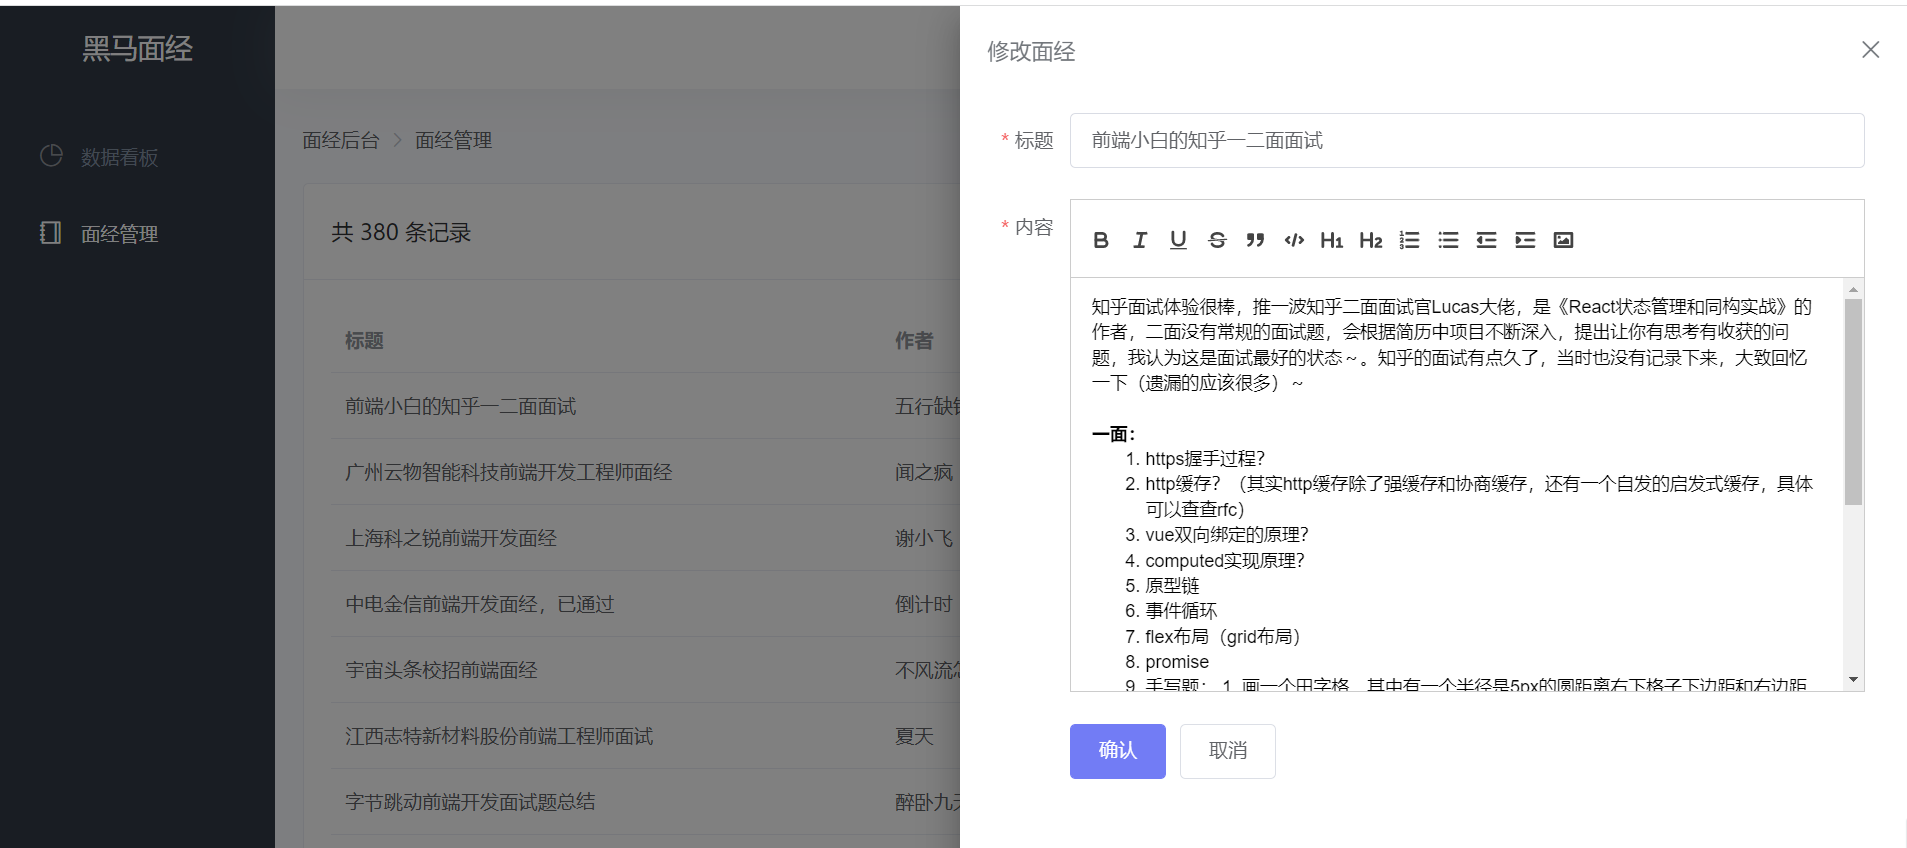 黑马面经
数据看板
面经管理
面经后台 > 面经管理
共 380 条记录
标题 作者
前端小白的知乎一二面面试 五行缺
广州云物智能科技前端开发工程师面经 闻之疯
上海科之锐前端开发面经 谢小飞
中电金信前端开发面经，已通过 倒计时
宇宙头条校招前端面经 不风流
江西志特新材料股份前端工程师面试 夏天
字节跳动前端开发面试题总结 醉卧九
修改面经
* 标题 前端小白的知乎一二面面试
* 内容
B I U S H1 H2
知乎面试体验很棒，推一波知乎二面面试官Lucas大佬，是《React状态管理和同构实战》的
作者，二面没有常规的面试题，会根据简历中项目不断深入，提出让你有思考有收获的问
题，我认为这是面试最好的状态～。知乎的面试有点久了，当时也没有记录下来，大致回忆
一下（遗漏的应该很多）～
一面：
1. https握手过程？
2. http缓存？（其实http缓存除了强缓存和协商缓存，还有一个自发的启发式缓存，具体
可以查查rfc）
3. vue双向绑定的原理？
4. computed实现原理？
5. 原型链
6. 事件循环
7. flex布局（grid布局）
8. promise
9. 手写题： 1. 画一个田字格，其中有一个半径是5px的圆距离右下格子下边距和右边距
确认 取消